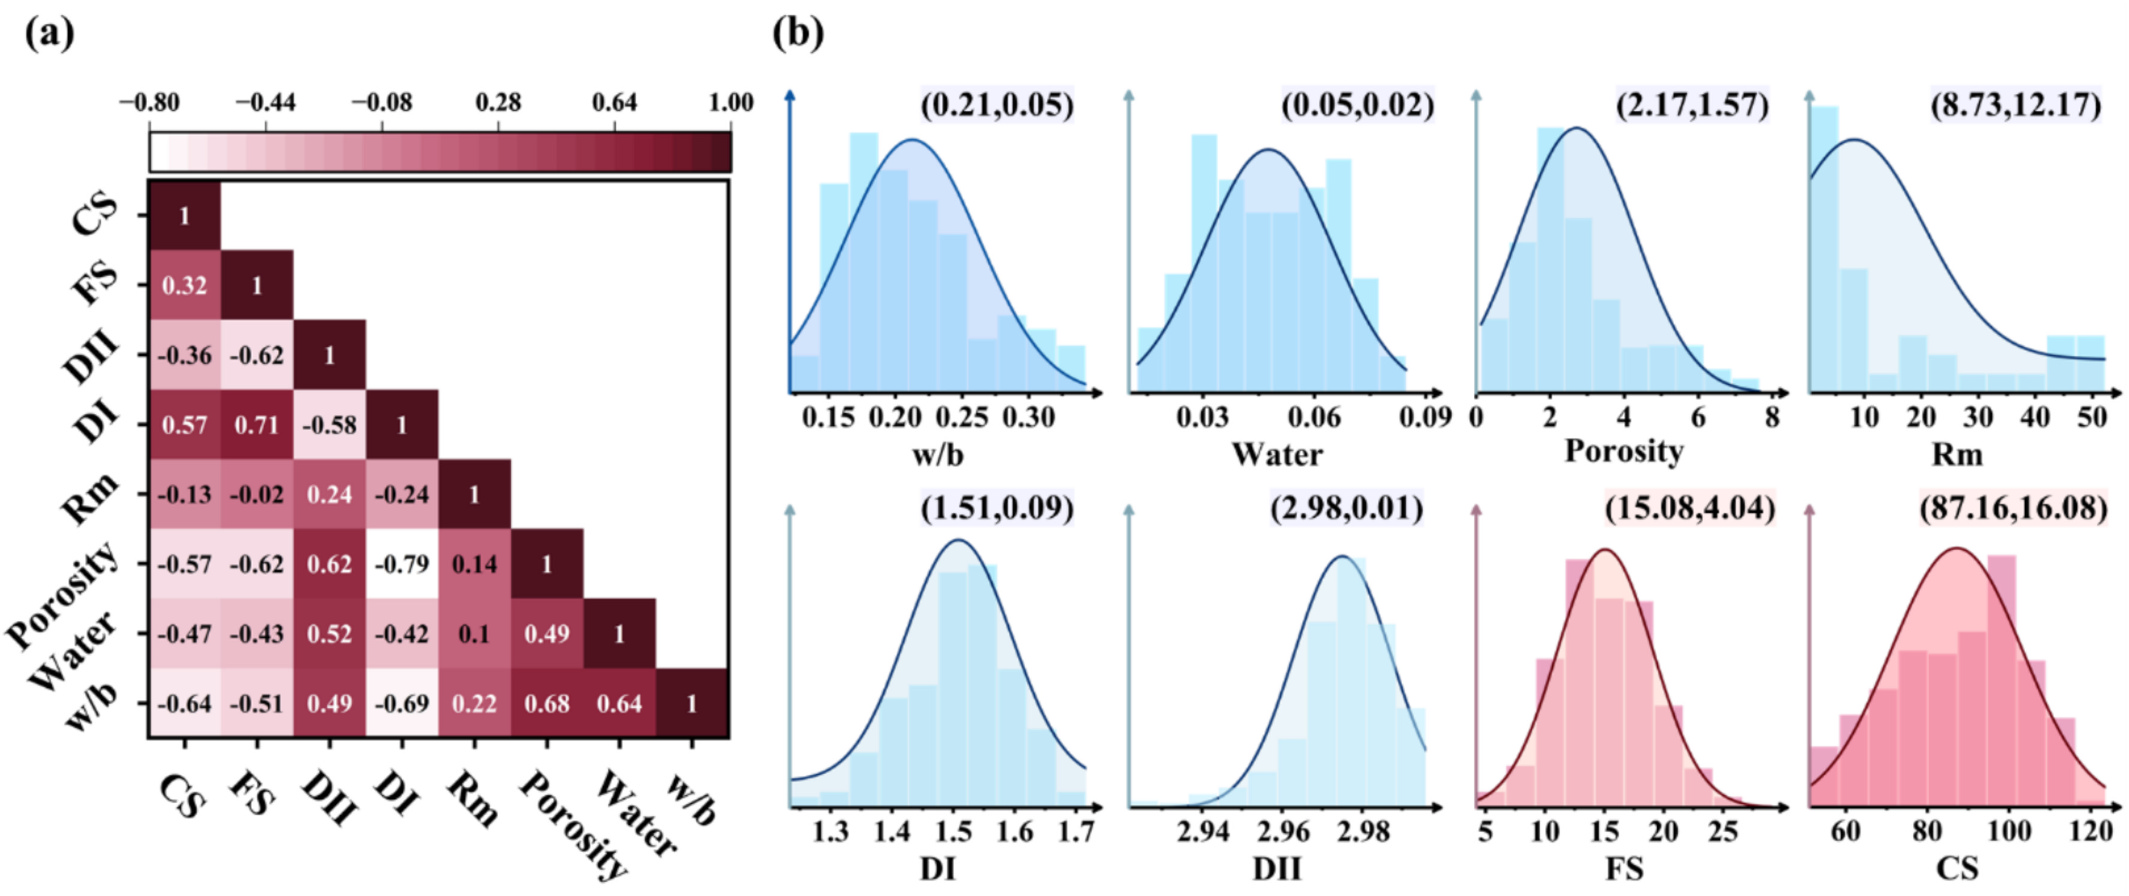 (a)
−0.80 −0.44 −0.08 0.28 0.64 1.00
CS 1
FS 0.32 1
DII -0.36 -0.62 1
DI 0.57 0.71 -0.58 1
Rm -0.13 -0.02 0.24 -0.24 1
Porosity -0.57 -0.62 0.62 -0.79 0.14 1
Water -0.47 -0.43 0.52 -0.42 0.1 0.49 1
w/b -0.64 -0.51 0.49 -0.69 0.22 0.68 0.64 1
CS FS DII DI Rm Porosity Water w/b
(b)
(0.21,0.05)
0.15 0.20 0.25 0.30
w/b
(0.05,0.02)
0.03 0.06 0.09
Water
(2.17,1.57)
0 2 4 6 8
Porosity
(8.73,12.17)
10 20 30 40 50
Rm
(1.51,0.09)
1.3 1.4 1.5 1.6 1.7
DI
(2.98,0.01)
2.94 2.96 2.98
DII
(15.08,4.04)
5 10 15 20 25
FS
(87.16,16.08)
60 80 100 120
CS